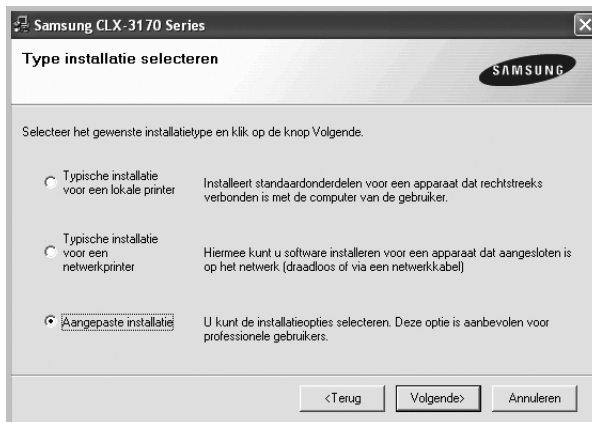 Samsung CLX-3170 Series
Type installatie selecteren
SAMSUNG
Selecteer het gewenste installatietype en klik op de knop Volgende.
Typische installatie
voor een lokale printer
Installeert standaardonderdelen voor een apparaat dat rechtstreeks
verbonden is met de computer van de gebruiker.
Typische installatie
voor een
netwerkprinter
Hiermee kunt u software installeren voor een apparaat dat aangesloten is
op het netwerk (draadloos of via een netwerkkabel)
Aangepaste installatie
U kunt de installatieopties selecteren. Deze optie is aanbevolen voor
professionele gebruikers.
<Terug
Volgende>
Annuleren